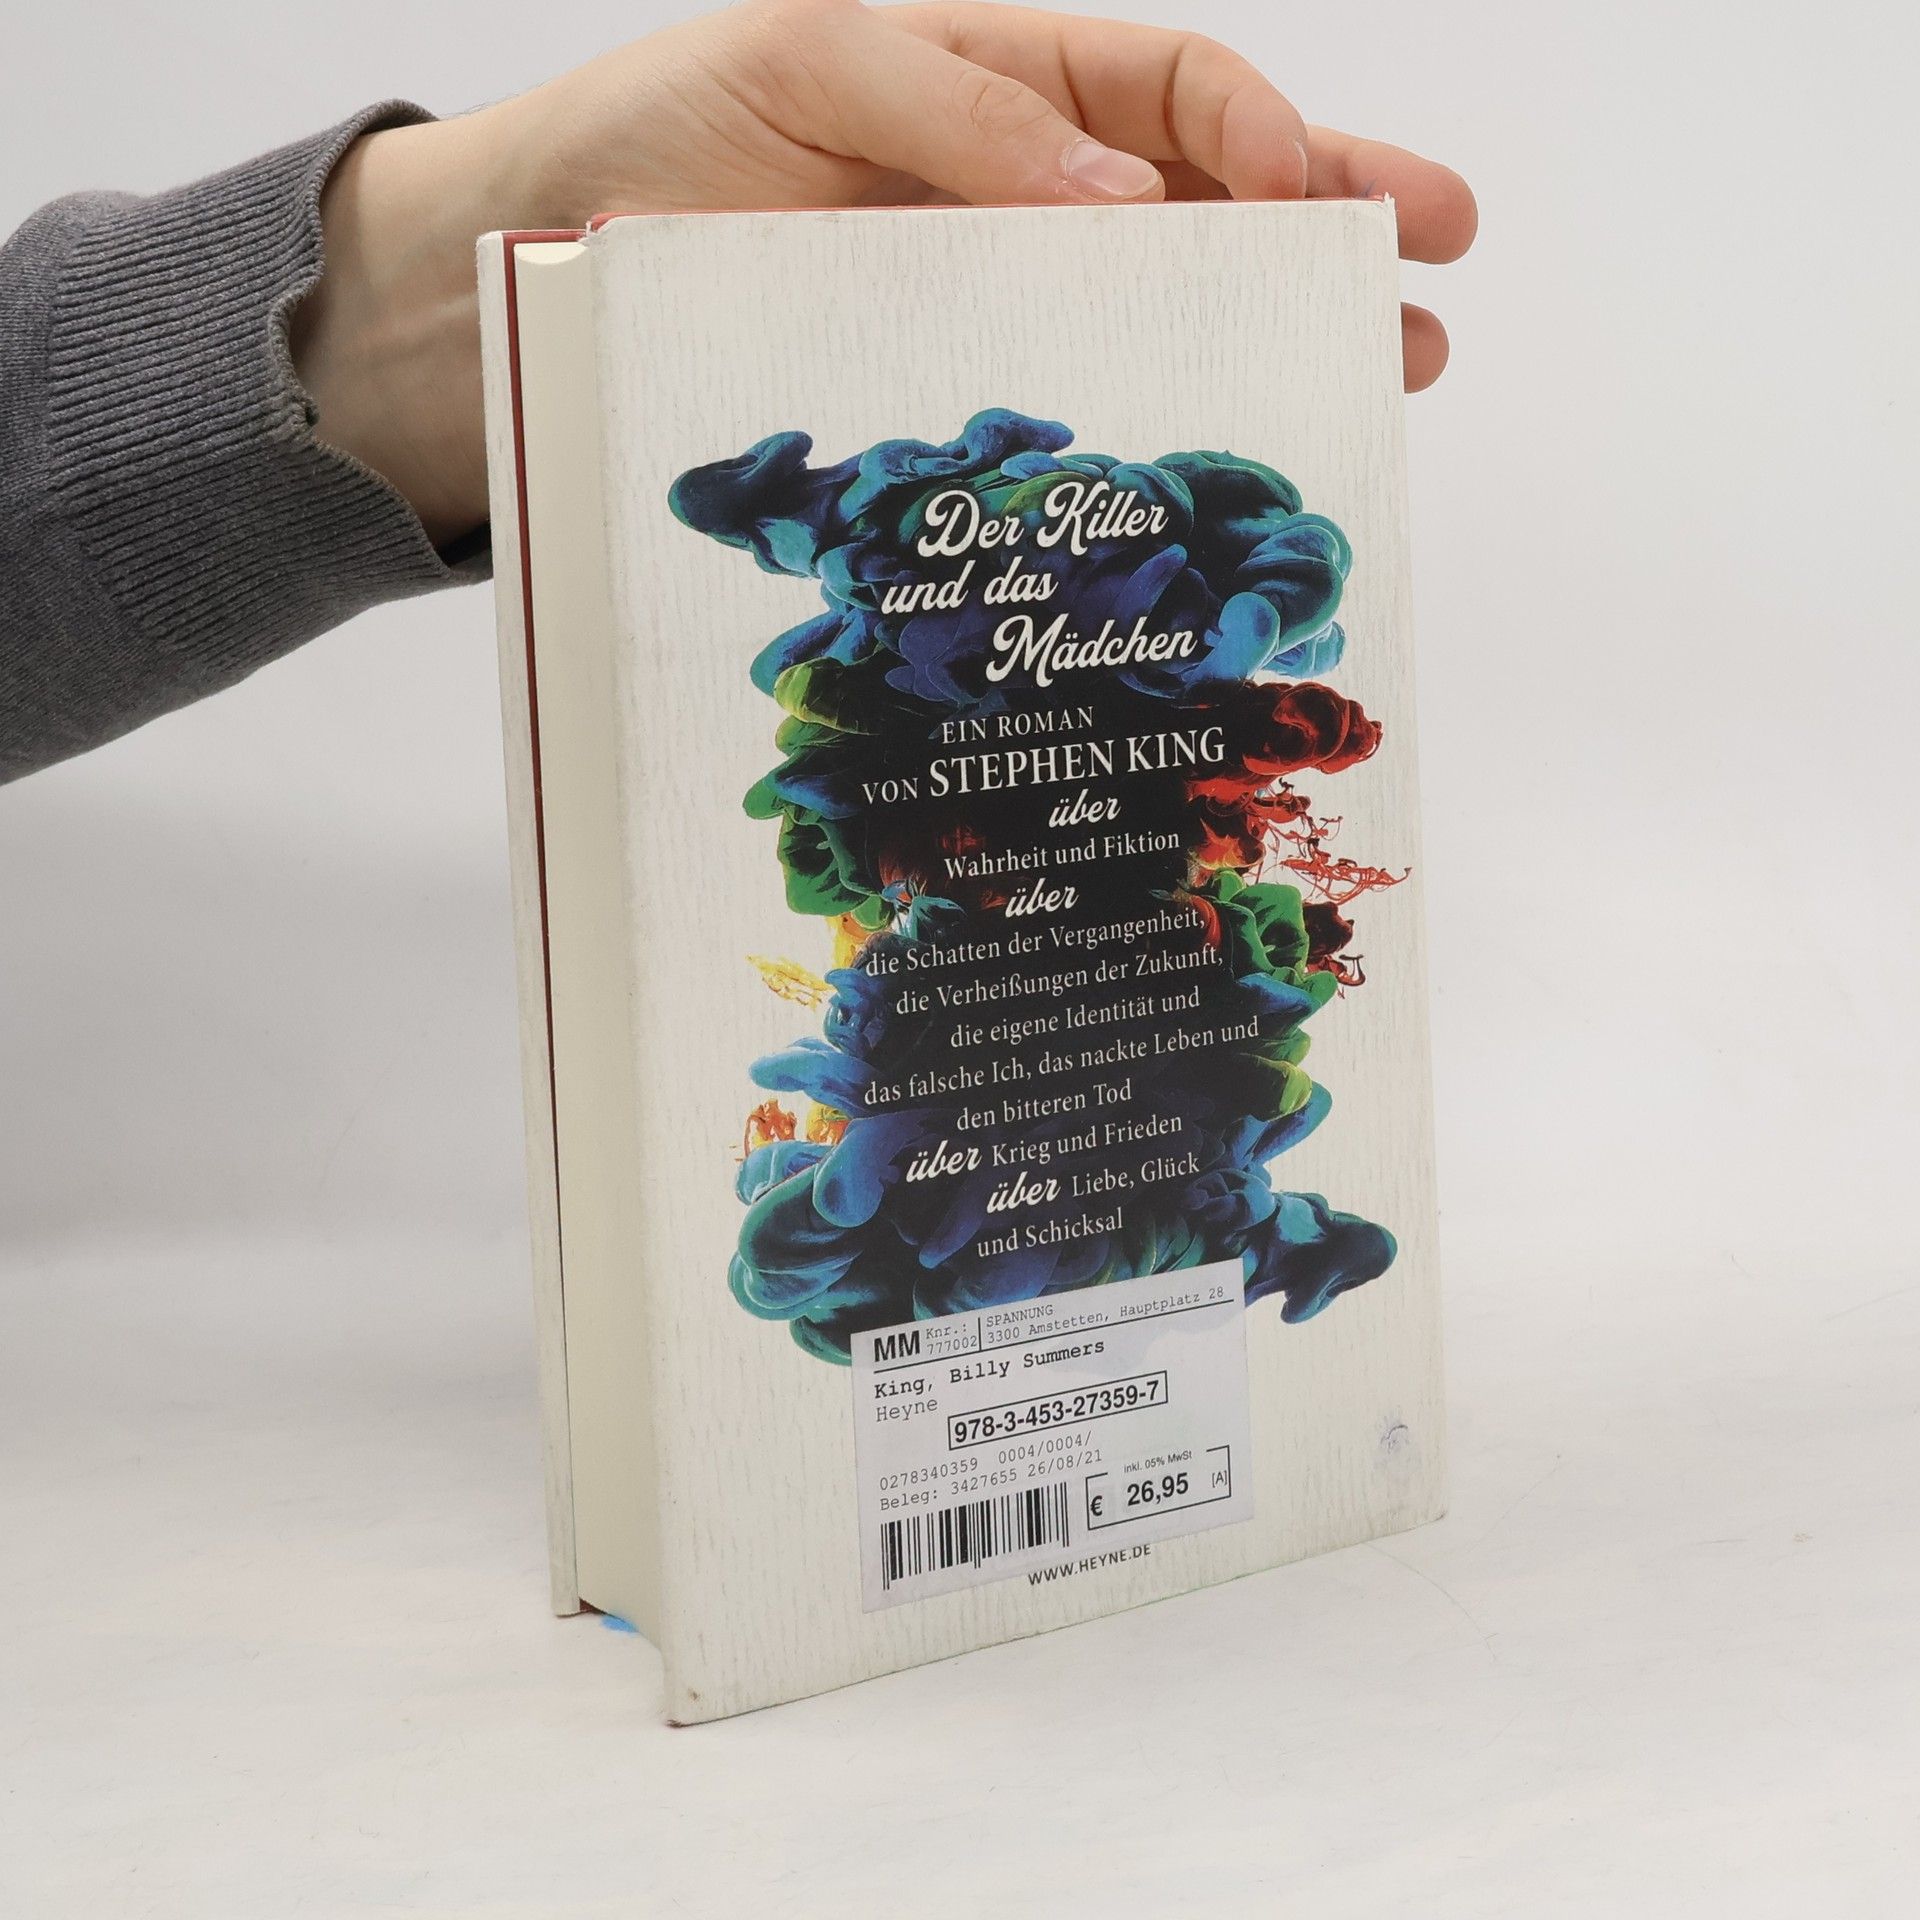 Der Killer
und das
Mädchen
EIN ROMAN
VON STEPHEN KING
über
Wahrheit und Fiktion
über
die Schatten der Vergangenheit,
die Verheißungen der Zukunft,
die eigene Identität und
das falsche Ich, das nackte Leben und
den bitteren Tod
über Krieg und Frieden
über Liebe, Glück
und Schicksal
MM Knr.: SPANNUNG
777002 3300 Amstetten, Hauptplatz 28
King, Billy Summers
Heyne
978-3-453-27359-7
0278340359 0004/0004/
Beleg: 3427655 26/08/21
inkl. 05% MwSt
€ 26,95 [A]
WWW.HEYNE.DE